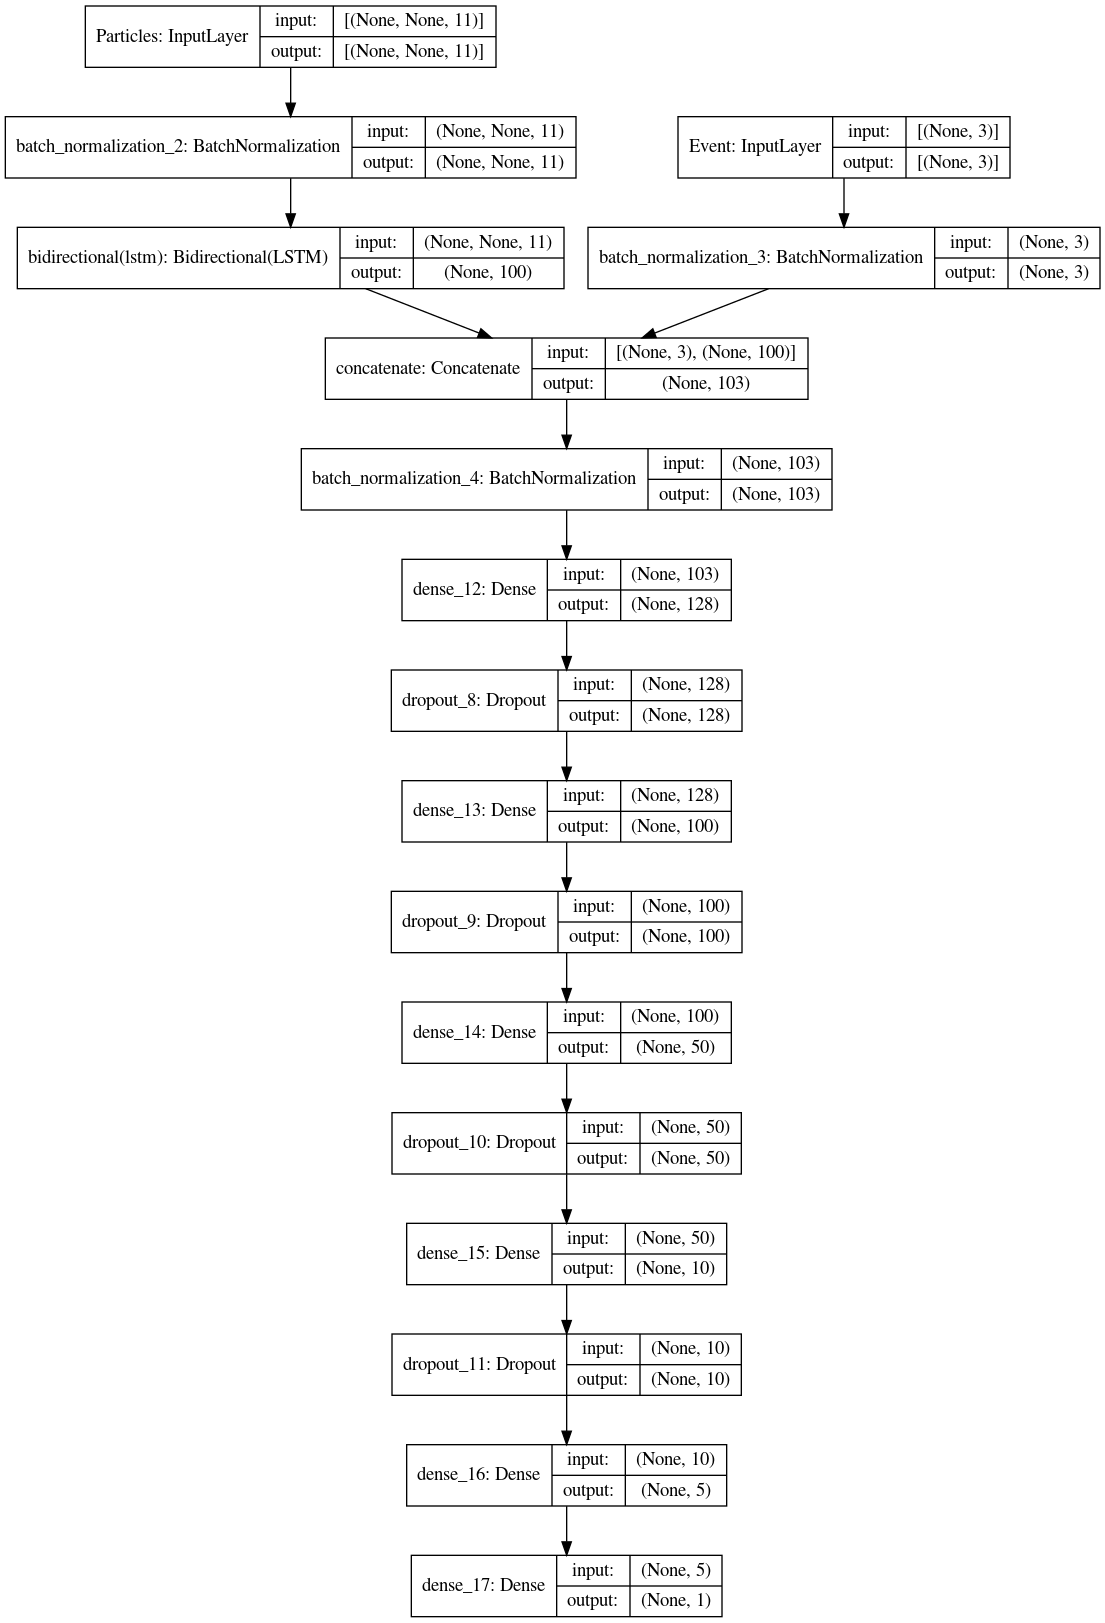 Particles: InputLayer
input:
[(None, None, 11)]
output:
[(None, None, 11)]
batch_normalization_2: BatchNormalization
input:
(None, None, 11)
output:
(None, None, 11)
Event: InputLayer
input:
[(None, 3)]
output:
[(None, 3)]
bidirectional(lstm): Bidirectional(LSTM)
input:
(None, None, 11)
output:
(None, 100)
batch_normalization_3: BatchNormalization
input:
(None, 3)
output:
(None, 3)
concatenate: Concatenate
input:
[(None, 3), (None, 100)]
output:
(None, 103)
batch_normalization_4: BatchNormalization
input:
(None, 103)
output:
(None, 103)
dense_12: Dense
input:
(None, 103)
output:
(None, 128)
dropout_8: Dropout
input:
(None, 128)
output:
(None, 128)
dense_13: Dense
input:
(None, 128)
output:
(None, 100)
dropout_9: Dropout
input:
(None, 100)
output:
(None, 100)
dense_14: Dense
input:
(None, 100)
output:
(None, 50)
dropout_10: Dropout
input:
(None, 50)
output:
(None, 50)
dense_15: Dense
input:
(None, 50)
output:
(None, 10)
dropout_11: Dropout
input:
(None, 10)
output:
(None, 10)
dense_16: Dense
input:
(None, 10)
output:
(None, 5)
dense_17: Dense
input:
(None, 5)
output:
(None, 1)